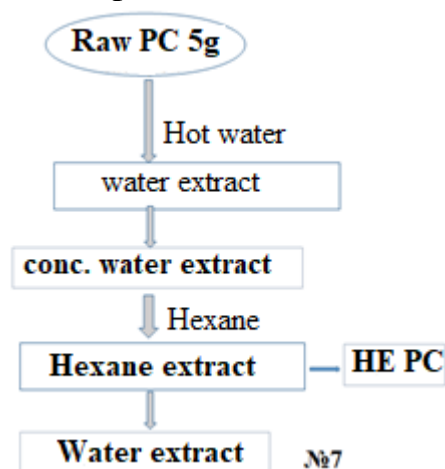 Raw PC 5g
Hot water
water extract
conc. water extract
Hexane
Hexane extract
HE PC
Water extract
№7